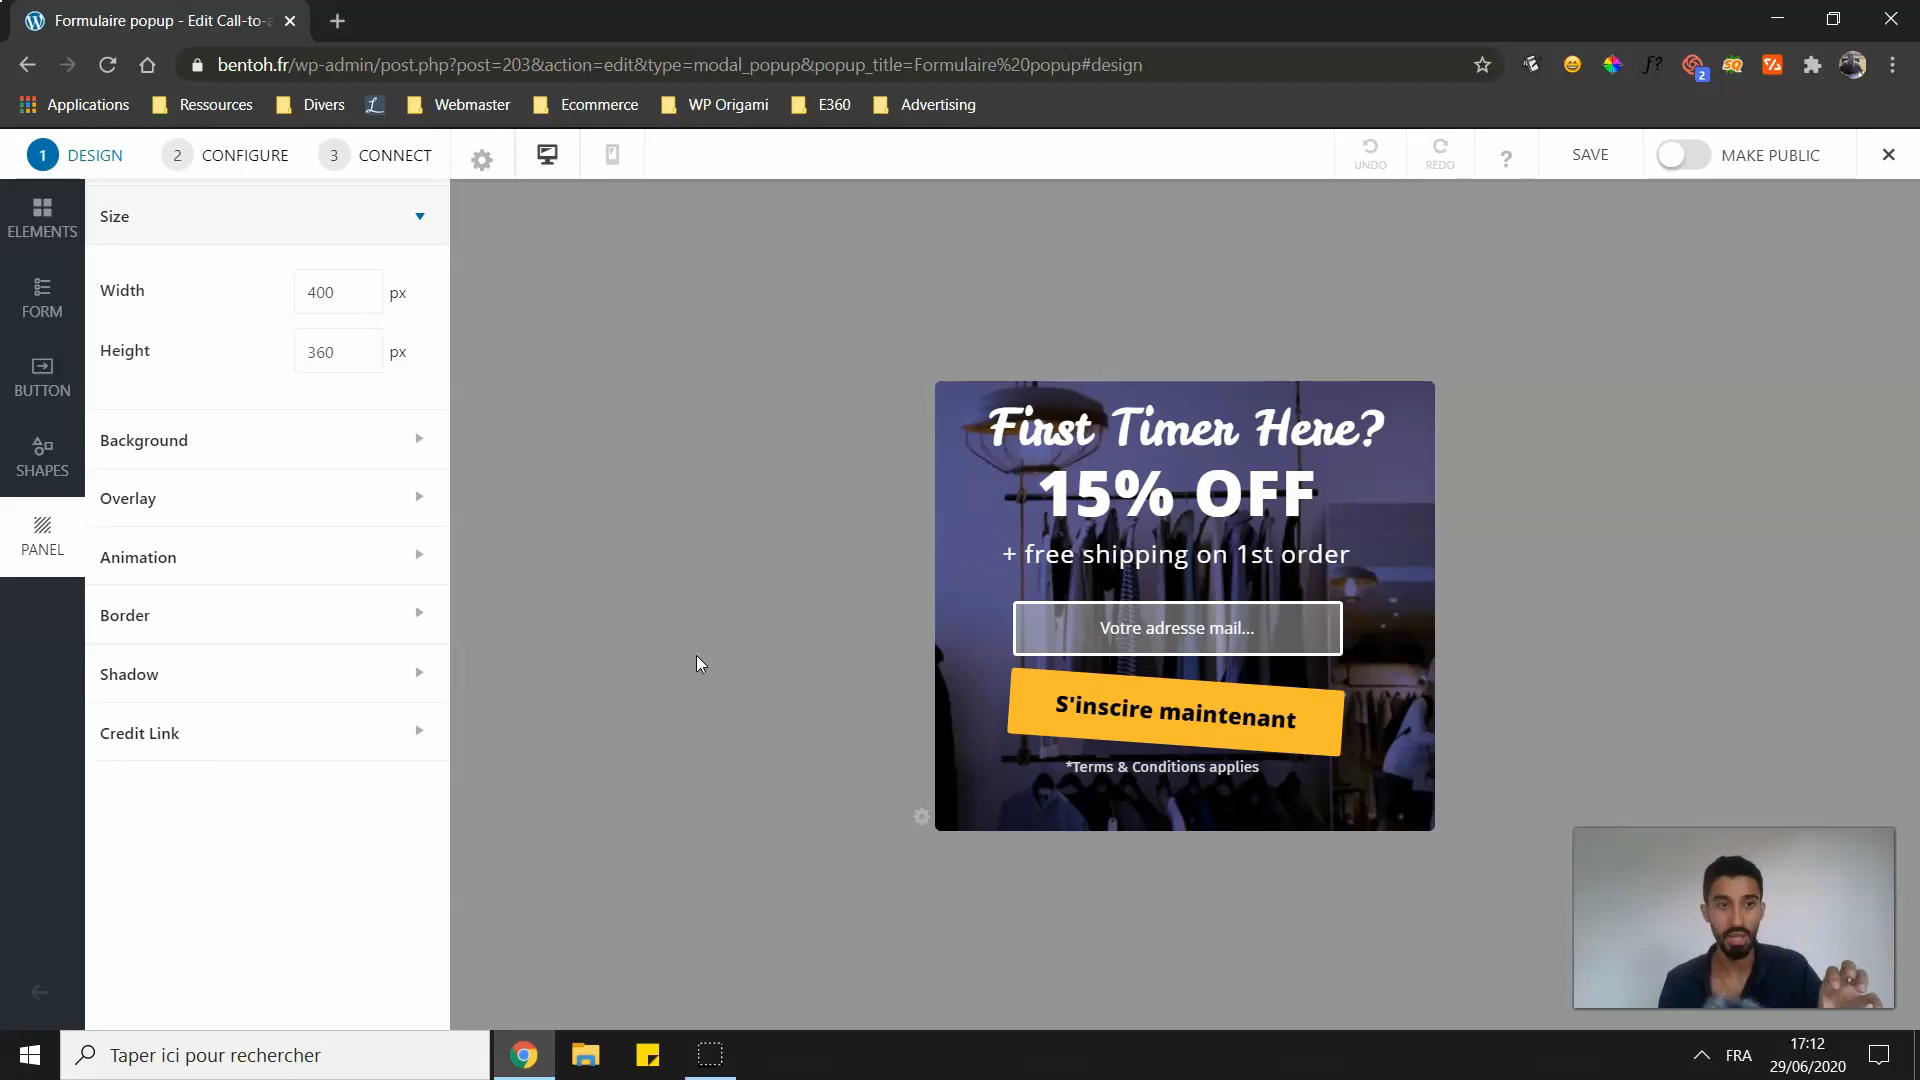 Formulaire popup - Edit Call-to-a
bentoh.fr/wp-admin/post.php?post=203&action=edit&type=modal_popup&popup_title=Formulaire%20popup#design
f?
2
SQ
Applications
Ressources
Divers
L
Webmaster
Ecommerce
WP Origami
E360
Advertising
1 DESIGN
2 CONFIGURE
3 CONNECT
UNDO
REDO
?
SAVE
MAKE PUBLIC
ELEMENTS
FORM
BUTTON
SHAPES
PANEL
Size
Width 400 px
Height 360 px
Background
Overlay
Animation
Border
Shadow
Credit Link
First Timer Here?
15% OFF
+ free shipping on 1st order
Votre adresse mail...
S'inscire maintenant
*Terms & Conditions applies
Taper ici pour rechercher
FRA
17:12
29/06/2020